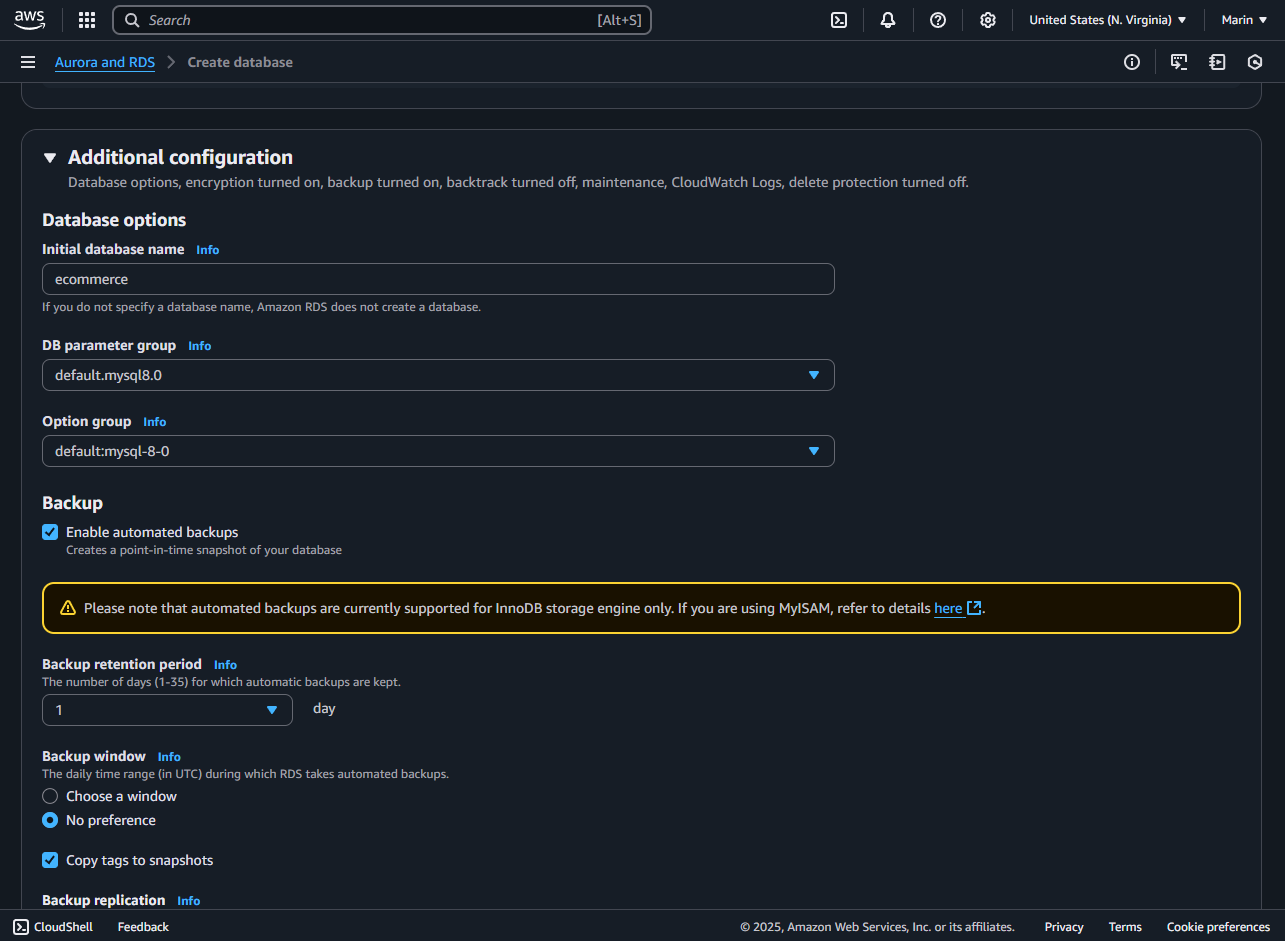 aws
Search
[Alt+S]
United States (N. Virginia)
Marin
Aurora and RDS
Create database
Additional configuration
Database options, encryption turned on, backup turned on, backtrack turned off, maintenance, CloudWatch Logs, delete protection turned off.
Database options
Initial database name Info
ecommerce
If you do not specify a database name, Amazon RDS does not create a database.
DB parameter group Info
default.mysql8.0
Option group Info
default:mysql-8-0
Backup
Enable automated backups
Creates a point-in-time snapshot of your database
Please note that automated backups are currently supported for InnoDB storage engine only. If you are using MyISAM, refer to details here.
Backup retention period Info
The number of days (1-35) for which automatic backups are kept.
1 day
Backup window Info
The daily time range (in UTC) during which RDS takes automated backups.
Choose a window
No preference
Copy tags to snapshots
Backup replication Info
CloudShell
Feedback
© 2025, Amazon Web Services, Inc. or its affiliates.
Privacy
Terms
Cookie preferences